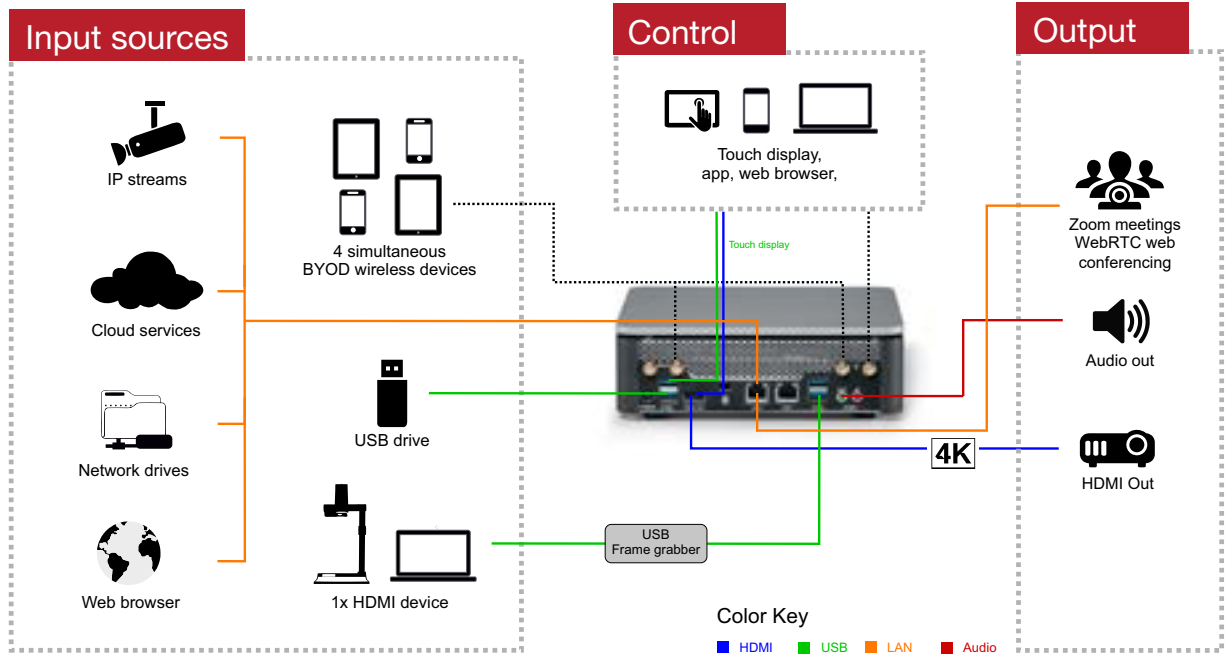 Input sources
IP streams
Cloud services
Network drives
Web browser
4 simultaneous
BYOD wireless devices
USB drive
1x HDMI device
Control
Touch display,
app, web browser,
Touch display
USB
Frame grabber
4K
Output
Zoom meetings
WebRTC web
conferencing
Audio out
HDMI Out
Color Key
HDMI
USB
LAN
Audio